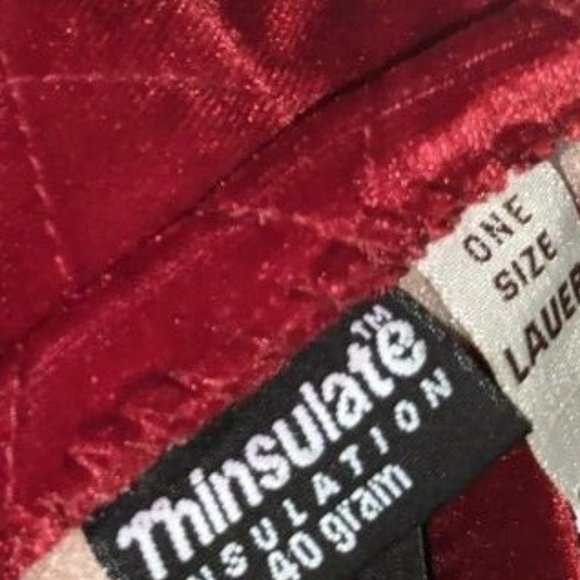 Thinsulate™
INSULATION
40 gram
ONE
SIZE
LAUER